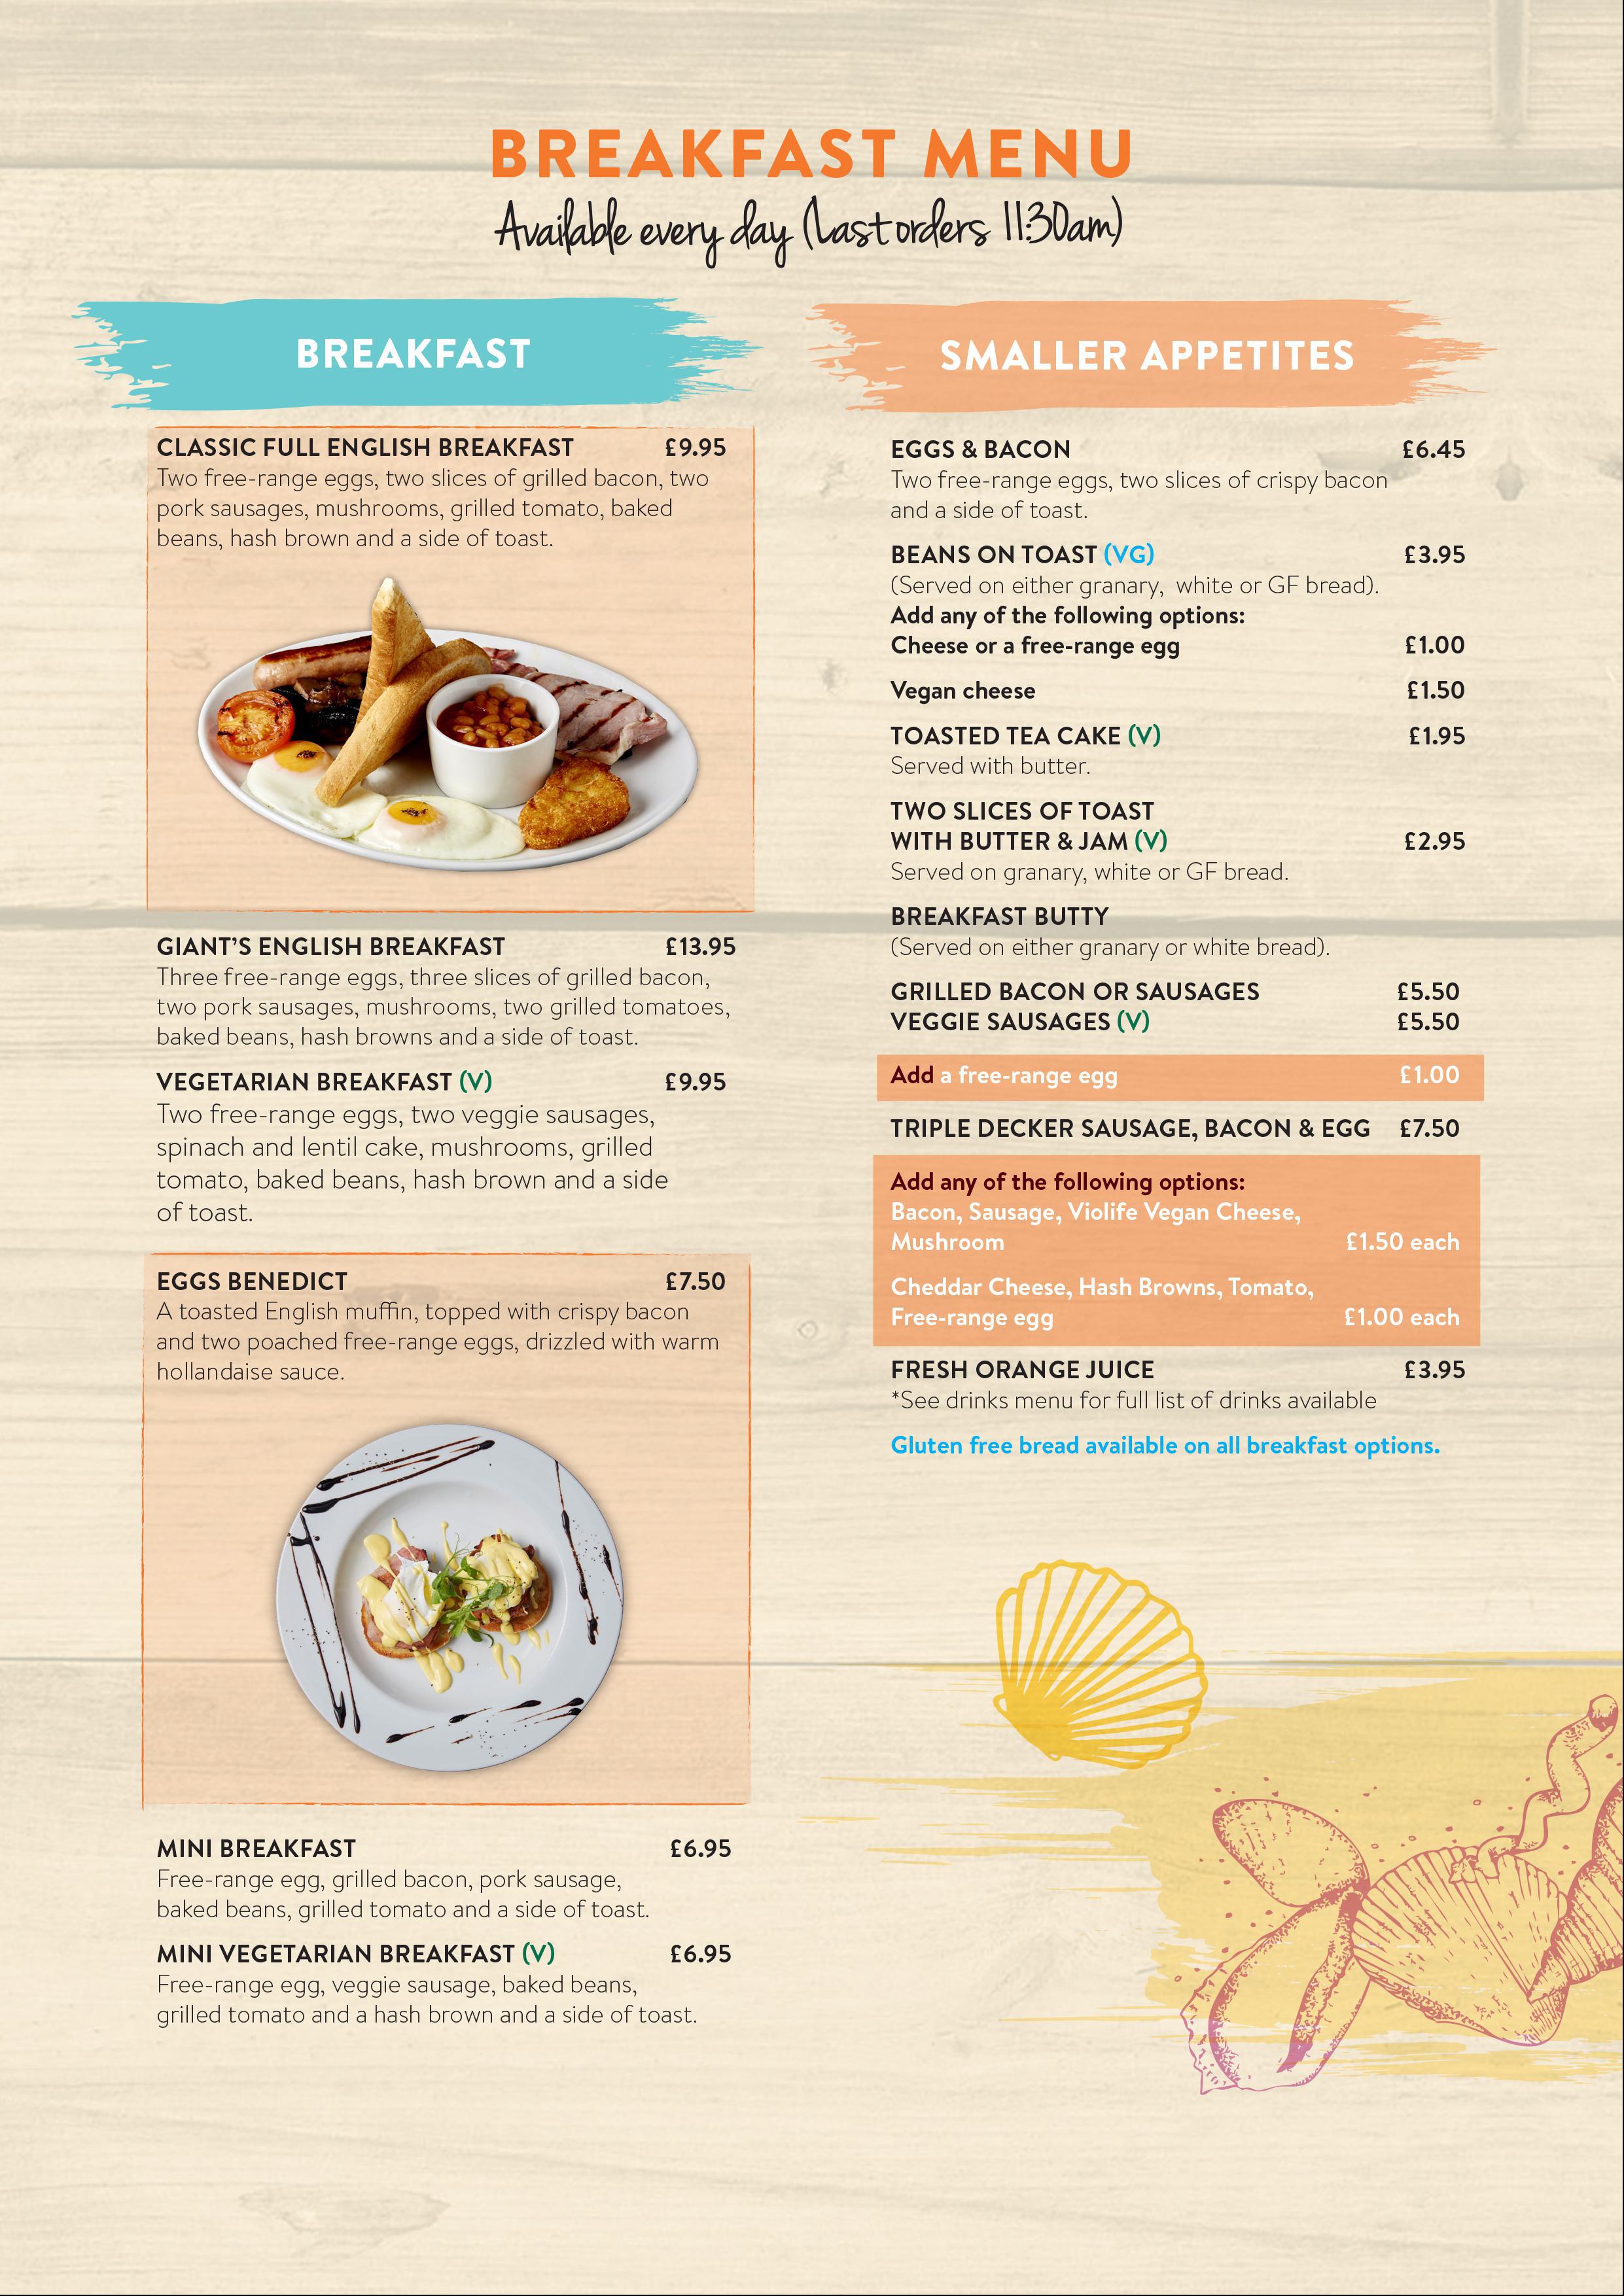 BREAKFAST MENU
Available every day (Last orders 11:30am)
BREAKFAST
CLASSIC FULL ENGLISH BREAKFAST £9.95
Two free-range eggs, two slices of grilled bacon, two
pork sausages, mushrooms, grilled tomato, baked
beans, hash brown and a side of toast.
GIANT’S ENGLISH BREAKFAST £13.95
Three free-range eggs, three slices of grilled bacon,
two pork sausages, mushrooms, two grilled tomatoes,
baked beans, hash browns and a side of toast.
VEGETARIAN BREAKFAST (V) £9.95
Two free-range eggs, two veggie sausages,
spinach and lentil cake, mushrooms, grilled
tomato, baked beans, hash brown and a side
of toast.
EGGS BENEDICT £7.50
A toasted English muffin, topped with crispy bacon
and two poached free-range eggs, drizzled with warm
hollandaise sauce.
MINI BREAKFAST £6.95
Free-range egg, grilled bacon, pork sausage,
baked beans, grilled tomato and a side of toast.
MINI VEGETARIAN BREAKFAST (V) £6.95
Free-range egg, veggie sausage, baked beans,
grilled tomato and a hash brown and a side of toast.
SMALLER APPETITES
EGGS & BACON £6.45
Two free-range eggs, two slices of crispy bacon
and a side of toast.
BEANS ON TOAST (VG) £3.95
(Served on either granary, white or GF bread).
Add any of the following options:
Cheese or a free-range egg £1.00
Vegan cheese £1.50
TOASTED TEA CAKE (V) £1.95
Served with butter.
TWO SLICES OF TOAST
WITH BUTTER & JAM (V) £2.95
Served on granary, white or GF bread.
BREAKFAST BUTTY
(Served on either granary or white bread).
GRILLED BACON OR SAUSAGES £5.50
VEGGIE SAUSAGES (V) £5.50
Add a free-range egg £1.00
TRIPLE DECKER SAUSAGE, BACON & EGG £7.50
Add any of the following options:
Bacon, Sausage, Violife Vegan Cheese,
Mushroom £1.50 each
Cheddar Cheese, Hash Browns, Tomato,
Free-range egg £1.00 each
FRESH ORANGE JUICE £3.95
*See drinks menu for full list of drinks available
Gluten free bread available on all breakfast options.